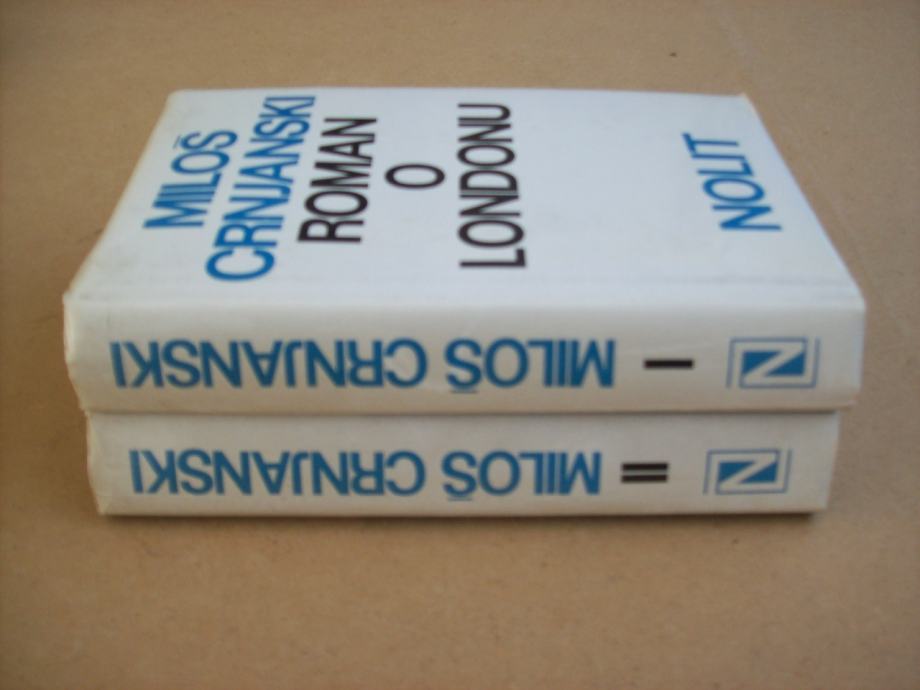 MILOŠ
CRNJANSKI
ROMAN
O
LONDONU
NOLIT
MILOŠ CRNJANSKI
I
N
MILOŠ CRNJANSKI
II
N